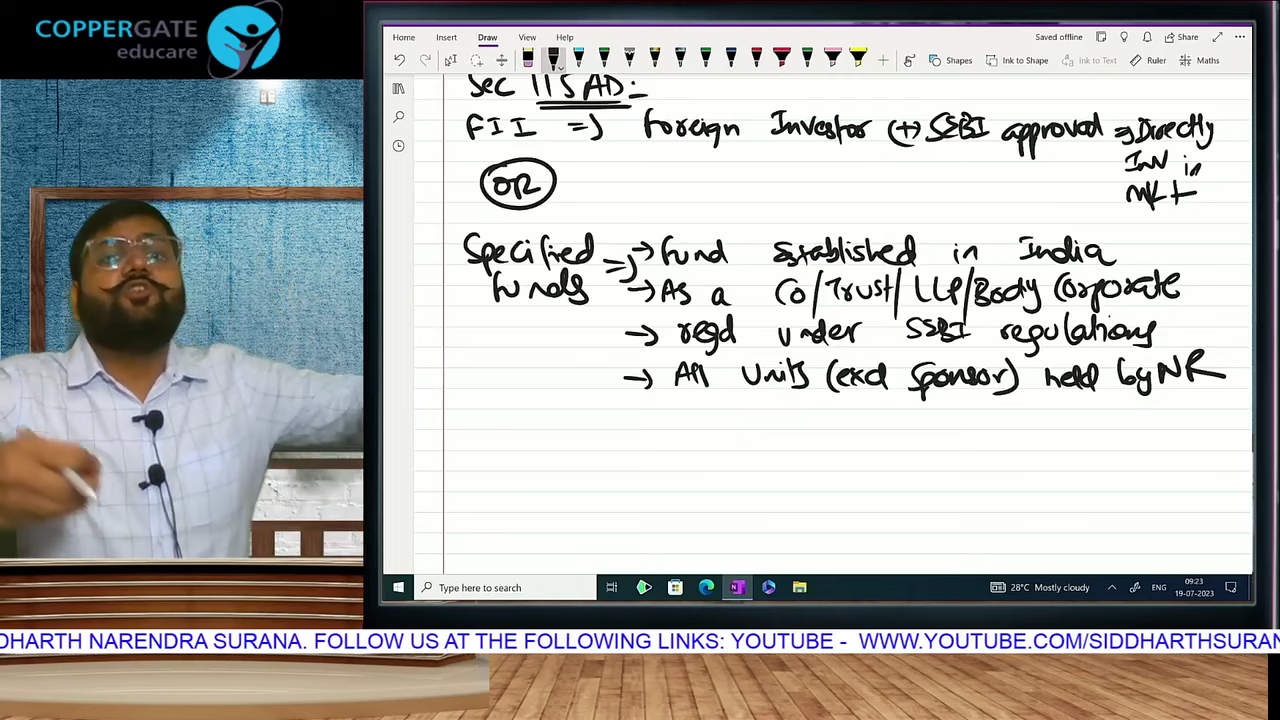 COPPERGATE
educare
Home Insert Draw View Help
Saved offline
Share
Shapes
Ink to Shape
Ink to Text
Ruler
Maths
Sec 115AD:-
FII => Foreign Investor (+) SEBI approved => Directly
Inv in
Mkt
OR
Specified
funds
=> → Fund established in India
→ As a Co/Trust/LLP/Body Corporate
→ regd under SEBI regulations
→ All Units (excl Sponsor) held by NR
Type here to search
28°C Mostly cloudy
ENG
09:23
19-07-2023
DHARTH NARENDRA SURANA. FOLLOW US AT THE FOLLOWING LINKS: YOUTUBE - WWW.YOUTUBE.COM/SIDDHARTHSURAN